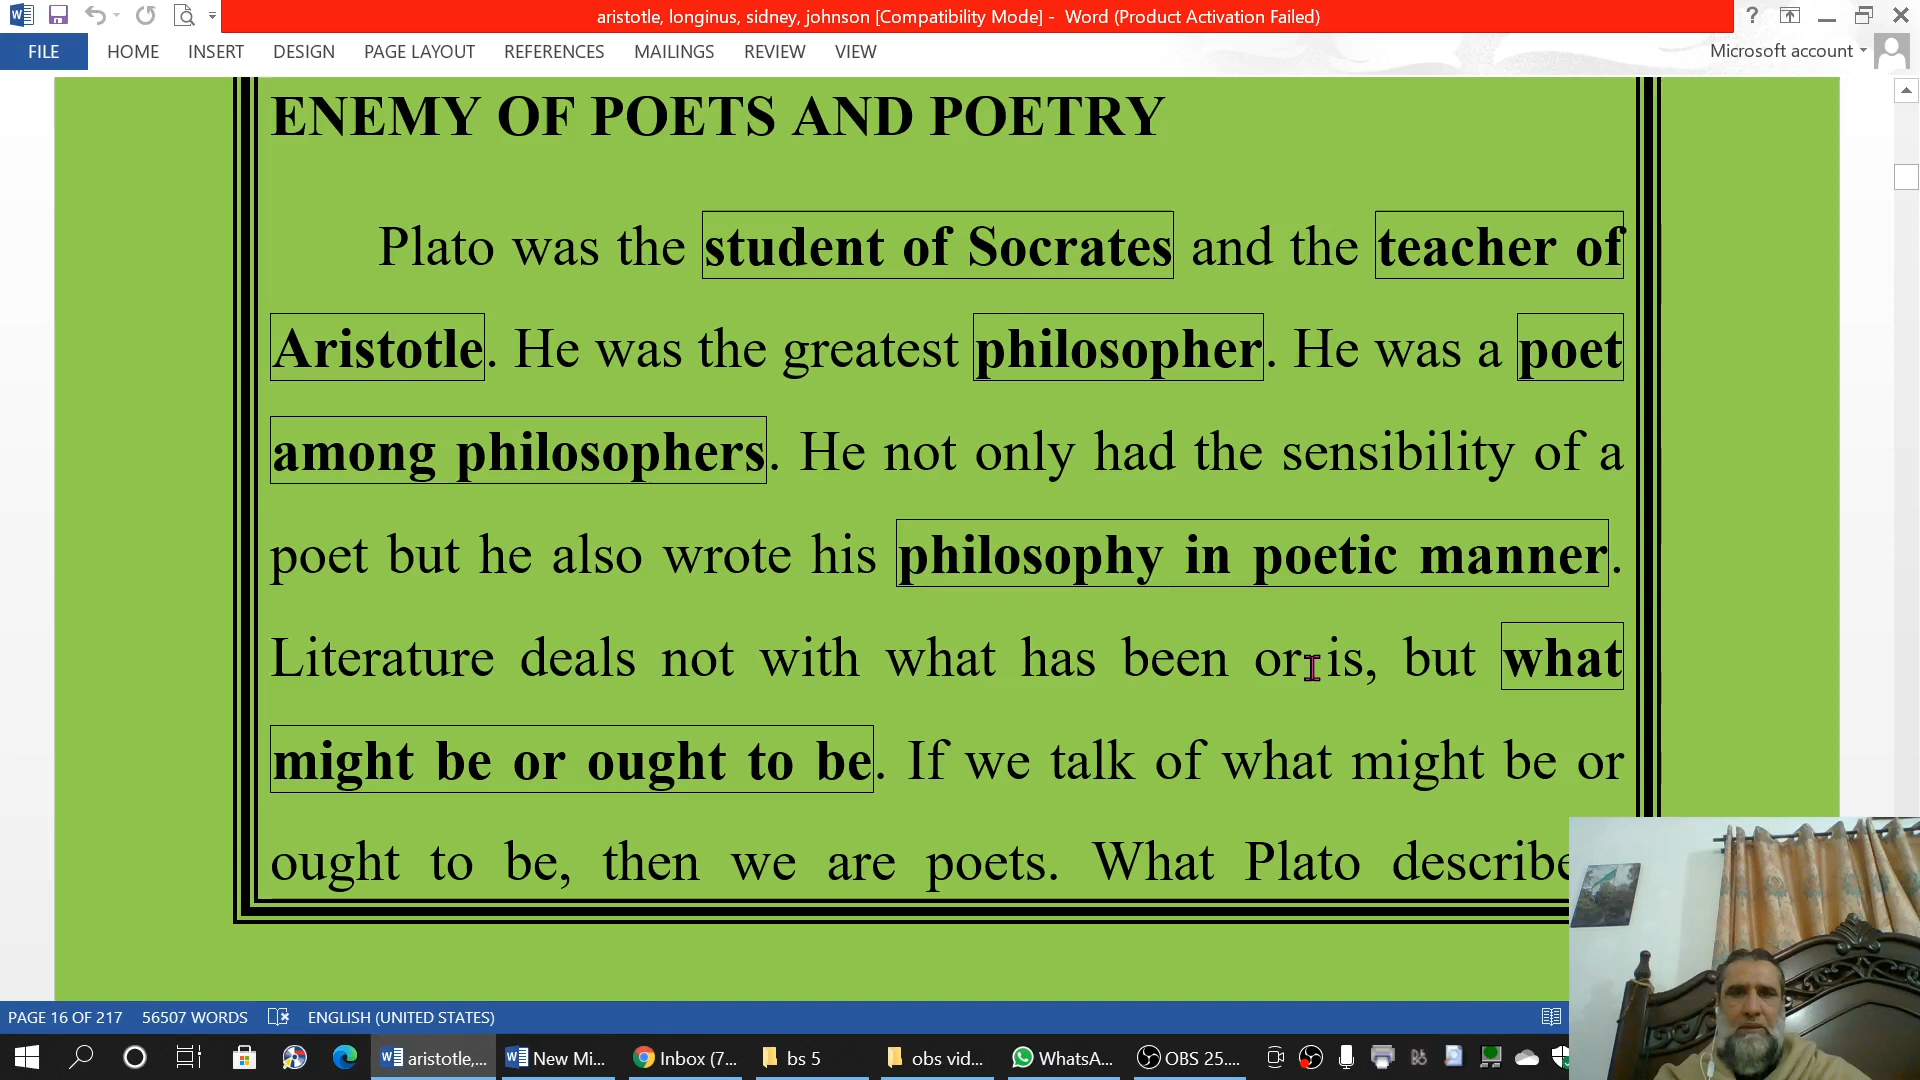 aristotle, longinus, sidney, johnson [Compatibility Mode] - Word (Product Activation Failed)
FILE HOME INSERT DESIGN PAGE LAYOUT REFERENCES MAILINGS REVIEW VIEW Microsoft account
ENEMY OF POETS AND POETRY
Plato was the student of Socrates and the teacher of
Aristotle. He was the greatest philosopher. He was a poet
among philosophers. He not only had the sensibility of a
poet but he also wrote his philosophy in poetic manner.
Literature deals not with what has been or is, but what
might be or ought to be. If we talk of what might be or
ought to be, then we are poets. What Plato describe
PAGE 16 OF 217 56507 WORDS ENGLISH (UNITED STATES)
aristotle,... New Mi... Inbox (7... bs 5 obs vid... WhatsA... OBS 25....